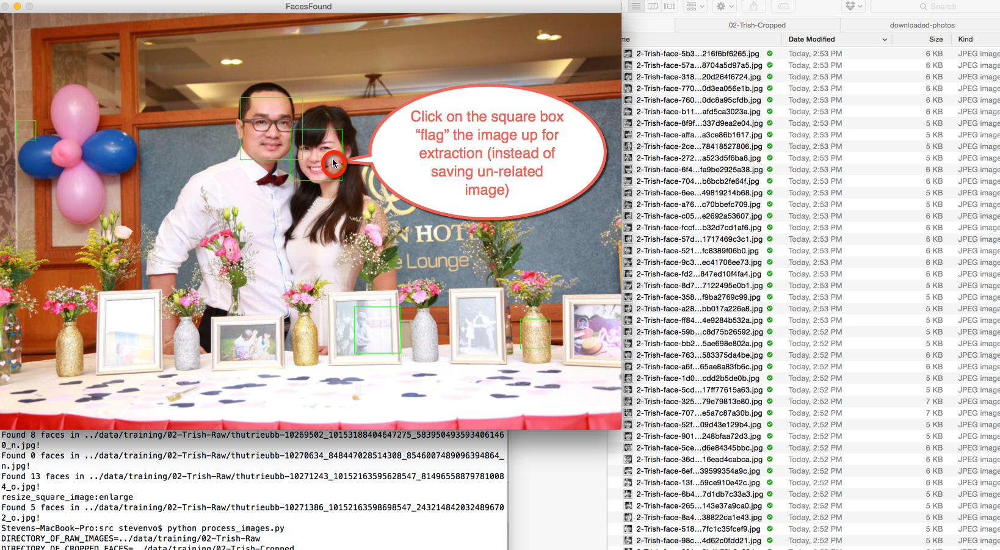 FacesFound
Search
02-Trish-Cropped
downloaded-photos
me
Date Modified
Size
Kind
Click on the square box
“flag” the image up for
extraction (instead of
saving un-related
image)
N HOTE
e Lounge
2-Trish-face-5b3...216f6bf6265.jpg Today, 2:53 PM 6 KB JPEG image
2-Trish-face-57a...8704a5d97a5.jpg Today, 2:53 PM 6 KB JPEG image
2-Trish-face-318...20d264f6724.jpg Today, 2:53 PM 6 KB JPEG image
2-Trish-face-770...0d3ea056e1b.jpg Today, 2:53 PM 6 KB JPEG image
2-Trish-face-760...0dc8a95cfdb.jpg Today, 2:53 PM 6 KB JPEG image
2-Trish-face-b11...afd5ca3023a.jpg Today, 2:53 PM 6 KB JPEG image
2-Trish-face-8f9f...337d9ea2e04.jpg Today, 2:53 PM 6 KB JPEG image
2-Trish-face-affa...a3ce86b1617.jpg Today, 2:53 PM 6 KB JPEG image
2-Trish-face-2ce...78418527806.jpg Today, 2:53 PM 5 KB JPEG image
2-Trish-face-272...a523d5f6ba8.jpg Today, 2:53 PM 6 KB JPEG image
2-Trish-face-6f4...fa9be2925a38.jpg Today, 2:53 PM 6 KB JPEG image
2-Trish-face-704...b6bcb2fe64f.jpg Today, 2:53 PM 5 KB JPEG image
2-Trish-face-6ee...49819214b68.jpg Today, 2:53 PM 6 KB JPEG image
2-Trish-face-a76...c70bbefc709.jpg Today, 2:53 PM 5 KB JPEG image
2-Trish-face-c05...e2692a53607.jpg Today, 2:53 PM 6 KB JPEG image
2-Trish-face-fccf...b32d7cd1af6.jpg Today, 2:53 PM 6 KB JPEG image
2-Trish-face-57d...1717469c3c1.jpg Today, 2:53 PM 6 KB JPEG image
2-Trish-face-521...fc8389f06b0.jpg Today, 2:53 PM 5 KB JPEG image
2-Trish-face-9c3...ec41706ee73.jpg Today, 2:53 PM 5 KB JPEG image
2-Trish-face-fd2...847ed10f4fa4.jpg Today, 2:53 PM 6 KB JPEG image
2-Trish-face-8d7...7122495e0b1.jpg Today, 2:53 PM 5 KB JPEG image
2-Trish-face-358...f9ba2769c99.jpg Today, 2:53 PM 6 KB JPEG image
2-Trish-face-a28...bb017a226e8.jpg Today, 2:53 PM 5 KB JPEG image
2-Trish-face-ff84...4e9284b532a.jpg Today, 2:53 PM 5 KB JPEG image
2-Trish-face-59b...c8d75b26592.jpg Today, 2:52 PM 5 KB JPEG image
2-Trish-face-bb2...5ae698e802a.jpg Today, 2:52 PM 5 KB JPEG image
2-Trish-face-763...583375da4be.jpg Today, 2:52 PM 6 KB JPEG image
2-Trish-face-a6f...65ae8a83fb6c.jpg Today, 2:52 PM 6 KB JPEG image
2-Trish-face-1d0...cdd2b5de0b.jpg Today, 2:52 PM 5 KB JPEG image
2-Trish-face-5cd...17ff77615a63.jpg Today, 2:52 PM 5 KB JPEG image
2-Trish-face-325...79e79813e80.jpg Today, 2:52 PM 7 KB JPEG image
2-Trish-face-707...e5a7c87a30b.jpg Today, 2:52 PM 7 KB JPEG image
2-Trish-face-52f...09d43e129b4.jpg Today, 2:52 PM 5 KB JPEG image
2-Trish-face-901...248bfaa72d3.jpg Today, 2:52 PM 5 KB JPEG image
2-Trish-face-5ce...d6e84345bbc.jpg Today, 2:52 PM 6 KB JPEG image
2-Trish-face-36d...16ead4cabca.jpg Today, 2:52 PM 5 KB JPEG image
2-Trish-face-6ef...39599354a9c.jpg Today, 2:52 PM 6 KB JPEG image
2-Trish-face-13f...59ce910e42c.jpg Today, 2:52 PM 6 KB JPEG image
2-Trish-face-6b4...7d1db7c33a3.jpg Today, 2:52 PM 5 KB JPEG image
2-Trish-face-265...143e37a9ca0.jpg Today, 2:52 PM 5 KB JPEG image
2-Trish-face-8a4...38822ca1e43.jpg Today, 2:52 PM 5 KB JPEG image
2-Trish-face-518...7fc1c35fcef9.jpg Today, 2:52 PM 5 KB JPEG image
2-Trish-face-98c...4d62c0fdd21.jpg Today, 2:52 PM 5 KB JPEG image
Found 8 faces in ../data/training/02-Trish-Raw/thutrieubb-10269502_10153188404647275_583950493593406146
0_n.jpg!
Found 0 faces in ../data/training/02-Trish-Raw/thutrieubb-10270634_848447028514308_8546007489096394864_
n.jpg!
Found 13 faces in ../data/training/02-Trish-Raw/thutrieubb-10271243_10152163595628547_81496558879781008
4_o.jpg!
resize_square_image:enlarge
Found 5 faces in ../data/training/02-Trish-Raw/thutrieubb-10271386_10152163598698547_243214842032489670
2_o.jpg!
Stevens-MacBook-Pro:src stevenvo$ python process_images.py
DIRECTORY_OF_RAW_IMAGES=../data/training/02-Trish-Raw
DIRECTORY_OF_CROPPED_FACES=../data/training/02-Trish-Cropped